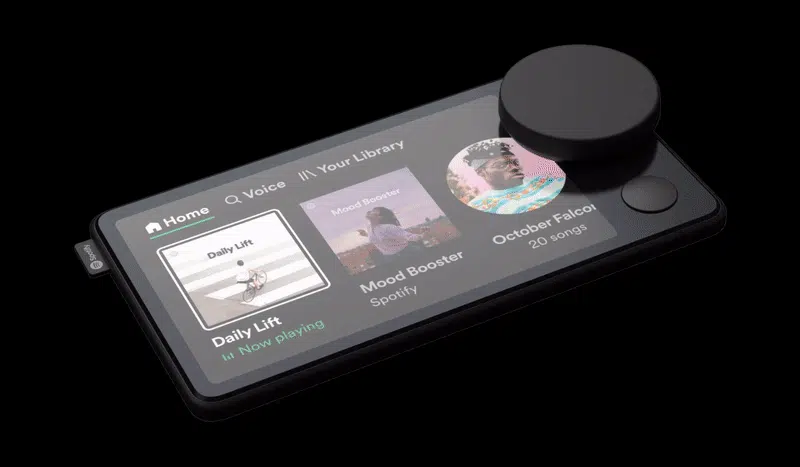 Home
Voice
Your Library
Daily Lift
Mood Booster
Daily Lift
Now playing
Mood Booster
Spotify
October Falco
20 songs
Spotify